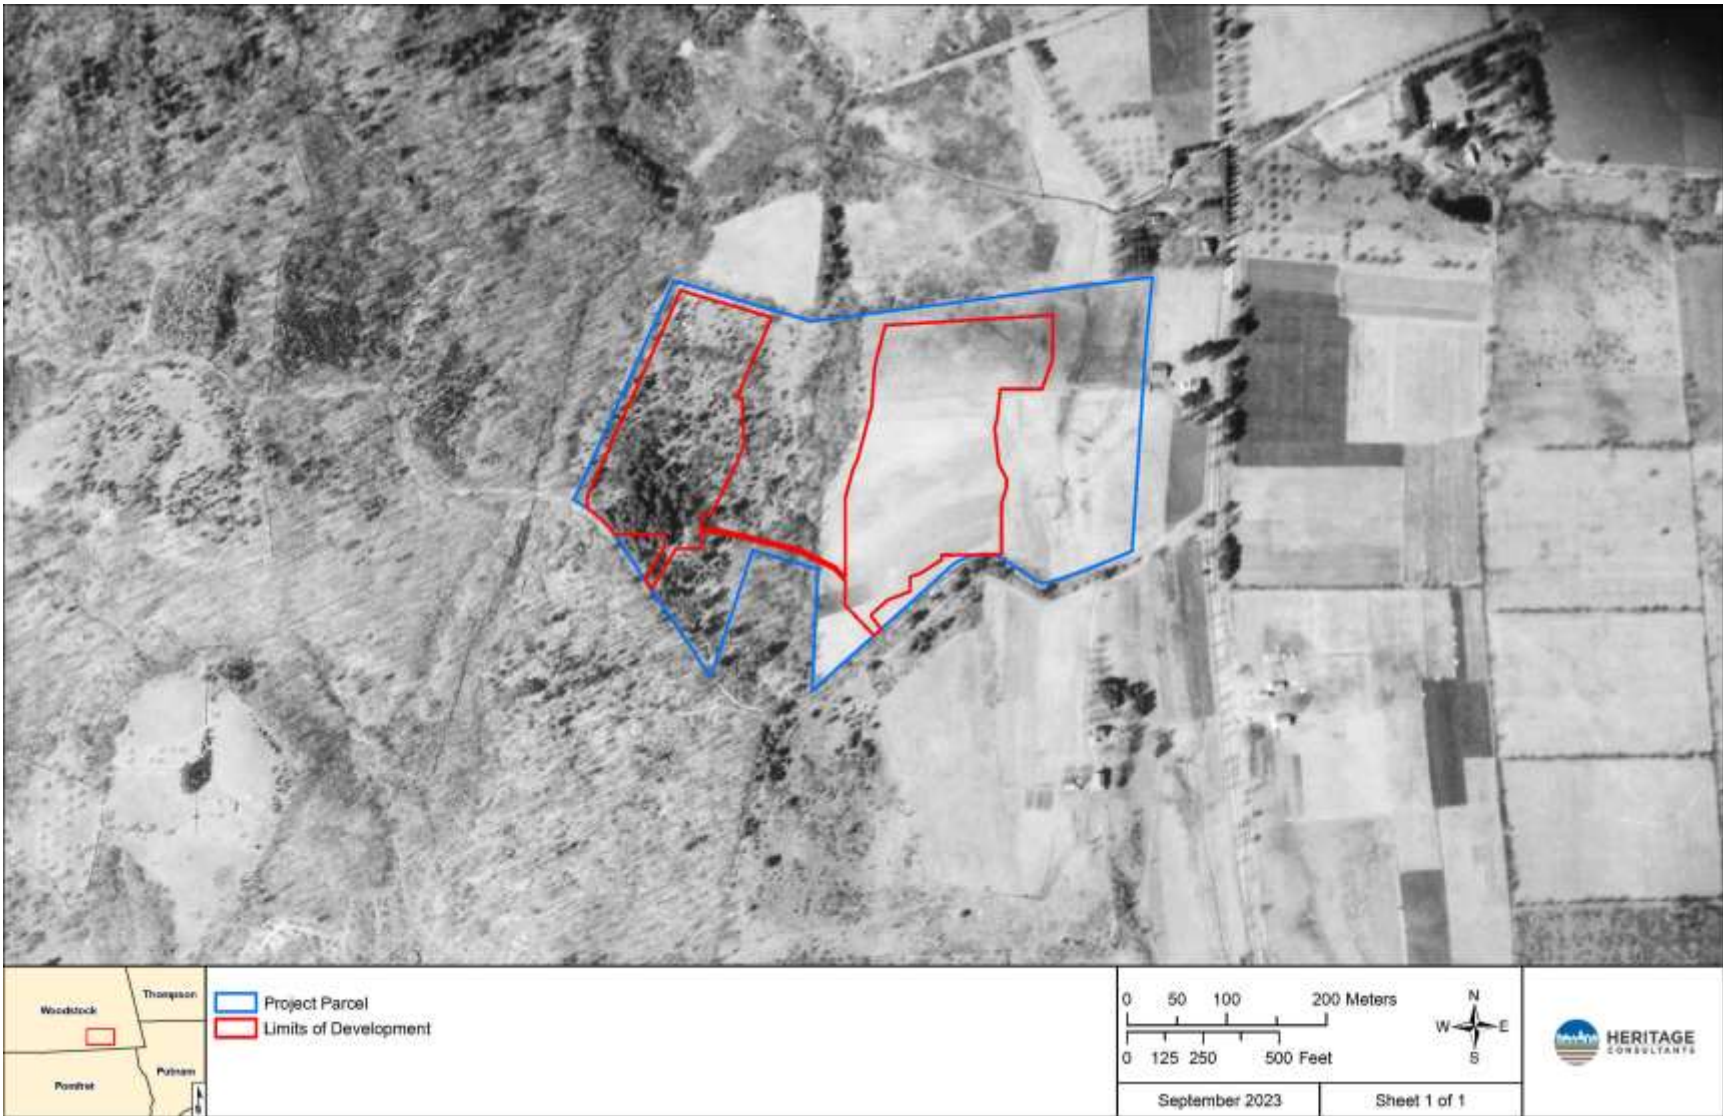 Woodstock
Thompson
Pomfret
Putnam
Project Parcel
Limits of Development
0 50 100 200 Meters
0 125 250 500 Feet
N
W E
S
September 2023
Sheet 1 of 1
HERITAGE
CONSULTANTS